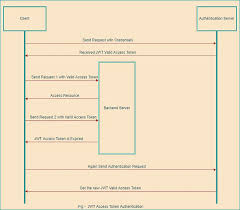 Client
Authentication Server
Send Request with Credentials
Received JWT Valid Access Token
Send Request 1 with Valid Access Token
Access Resource
Backend Server
Send Request 2 with Valid Access Token
JWT Access Token is Expired
Again Send Authentication Request
Get the new JWT Valid Access Token
Fig - JWT Access Token Authentication